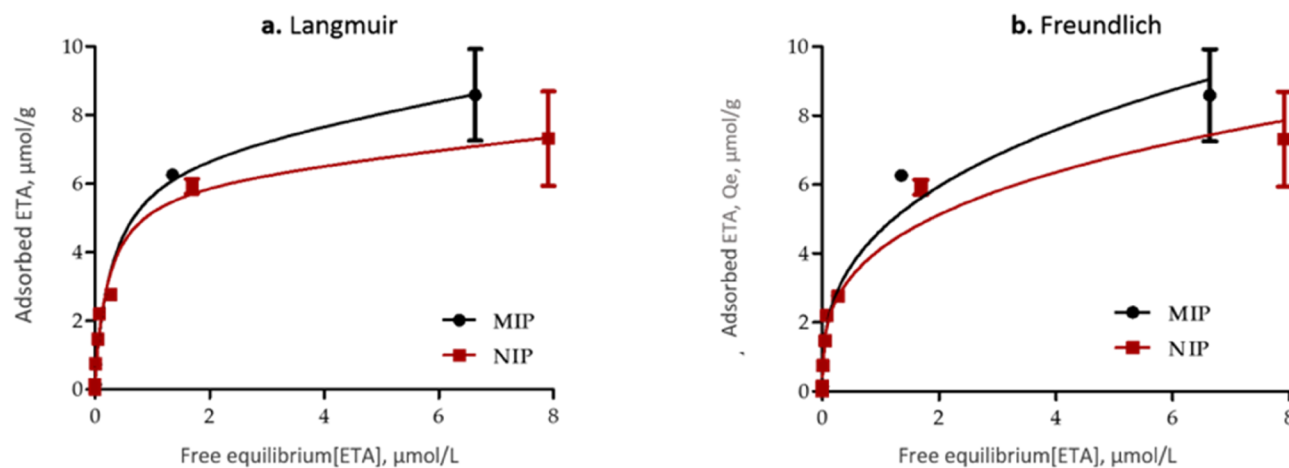 a. Langmuir
Adsorbed ETA, µmol/g
10
8
6
4
2
0
0 2 4 6 8
Free equilibrium[ETA], µmol/L
MIP
NIP
b. Freundlich
, Adsorbed ETA, Qe, µmol/g
10
8
6
4
2
0
0 2 4 6 8
Free equilibrium[ETA], µmol/L
MIP
NIP